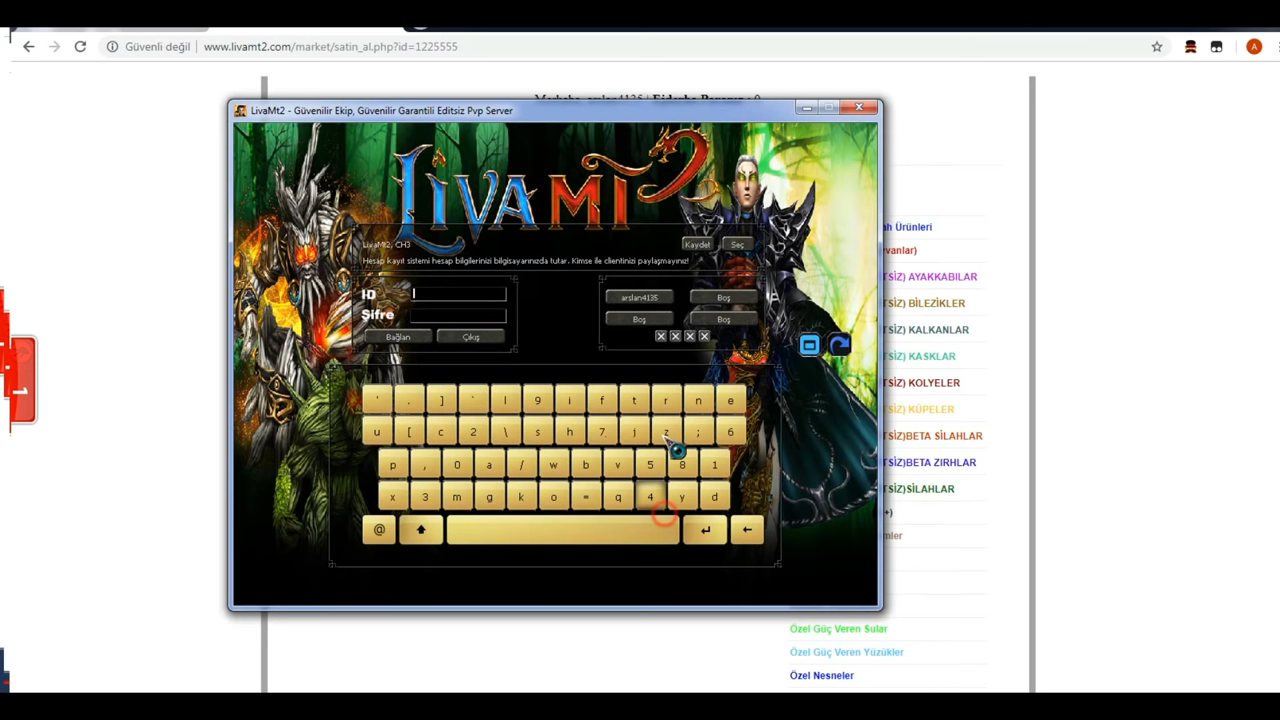 Güvenli değil
www.livamt2.com/market/satin_al.php?id=1225555
A
LivaMt2 - Güvenilir Ekip, Güvenilir Garantili Editsiz Pvp Server
LivaMt2
LivaMt2, CH3
Kaydet Seç
Hesap kayıt sistemi hesap bilgilerinizi bilgisayarınızda tutar. Kimse ile clientinizi paylaşmayınız!
ID
Şifre
Bağlan Çıkış
arslan4135 Boş
Boş Boş
' . ] ` l 9 i f t r n e
u [ c 2 \ s h 7 j z ; 6
p , 0 a / w b v 5 8 1
x 3 m g k o = q 4 y d
@
1
ah Ürünleri
vanlar)
TSİZ) AYAKKABILAR
TSİZ) BİLEZİKLER
TSİZ) KALKANLAR
TSİZ) KASKLAR
TSİZ) KOLYELER
TSİZ) KÜPELER
TSİZ)BETA SİLAHLAR
TSİZ)BETA ZIRHLAR
TSİZ)SİLAHLAR
+)
mler
Özel Güç Veren Sular
Özel Güç Veren Yüzükler
Özel Nesneler